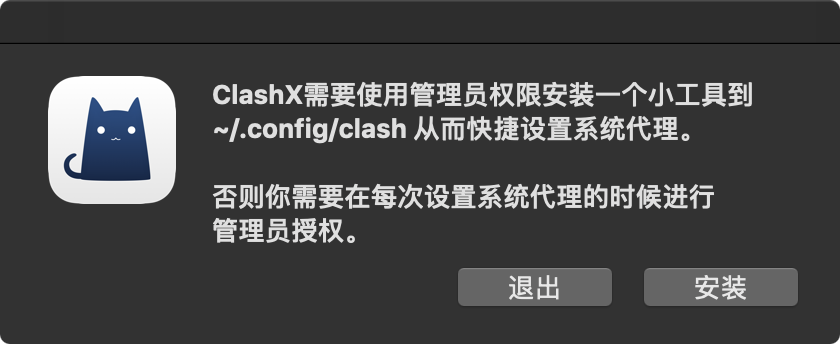 ClashX需要使用管理员权限安装一个小工具到
~/.config/clash 从而快捷设置系统代理。
否则你需要在每次设置系统代理的时候进行
管理员授权。
退出
安装